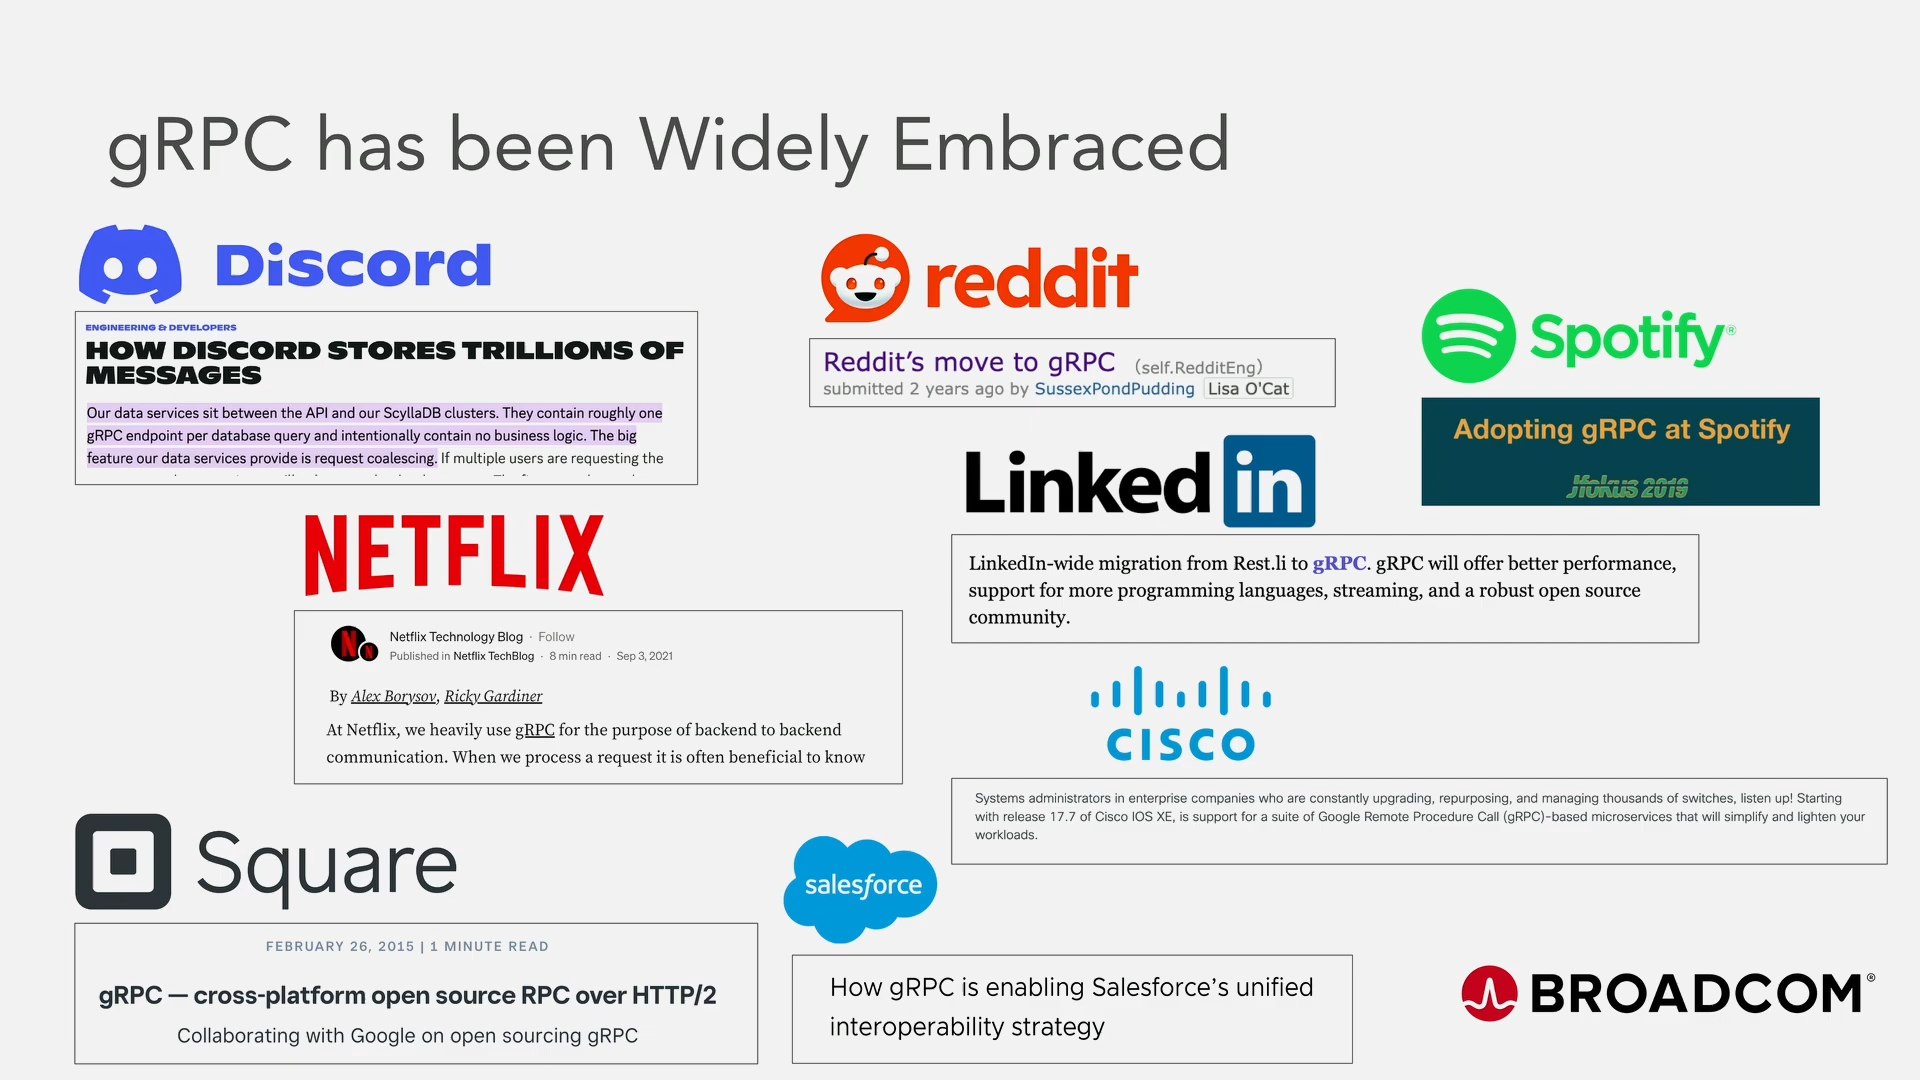 gRPC has been Widely Embraced
Discord
ENGINEERING & DEVELOPERS
HOW DISCORD STORES TRILLIONS OF
MESSAGES
Our data services sit between the API and our ScyllaDB clusters. They contain roughly one
gRPC endpoint per database query and intentionally contain no business logic. The big
feature our data services provide is request coalescing. If multiple users are requesting the
reddit
Reddit’s move to gRPC (self.RedditEng)
submitted 2 years ago by SussexPondPudding Lisa O'Cat
Spotify®
Adopting gRPC at Spotify
Jfokus 2019
NETFLIX
N N
Netflix Technology Blog · Follow
Published in Netflix TechBlog · 8 min read · Sep 3, 2021
By Alex Borysov, Ricky Gardiner
At Netflix, we heavily use gRPC for the purpose of backend to backend
communication. When we process a request it is often beneficial to know
Linked in
LinkedIn-wide migration from Rest.li to gRPC. gRPC will offer better performance,
support for more programming languages, streaming, and a robust open source
community.
CISCO
Systems administrators in enterprise companies who are constantly upgrading, repurposing, and managing thousands of switches, listen up! Starting
with release 17.7 of Cisco IOS XE, is support for a suite of Google Remote Procedure Call (gRPC)-based microservices that will simplify and lighten your
workloads.
Square
FEBRUARY 26, 2015 | 1 MINUTE READ
gRPC — cross-platform open source RPC over HTTP/2
Collaborating with Google on open sourcing gRPC
salesforce
How gRPC is enabling Salesforce’s unified
interoperability strategy
BROADCOM®